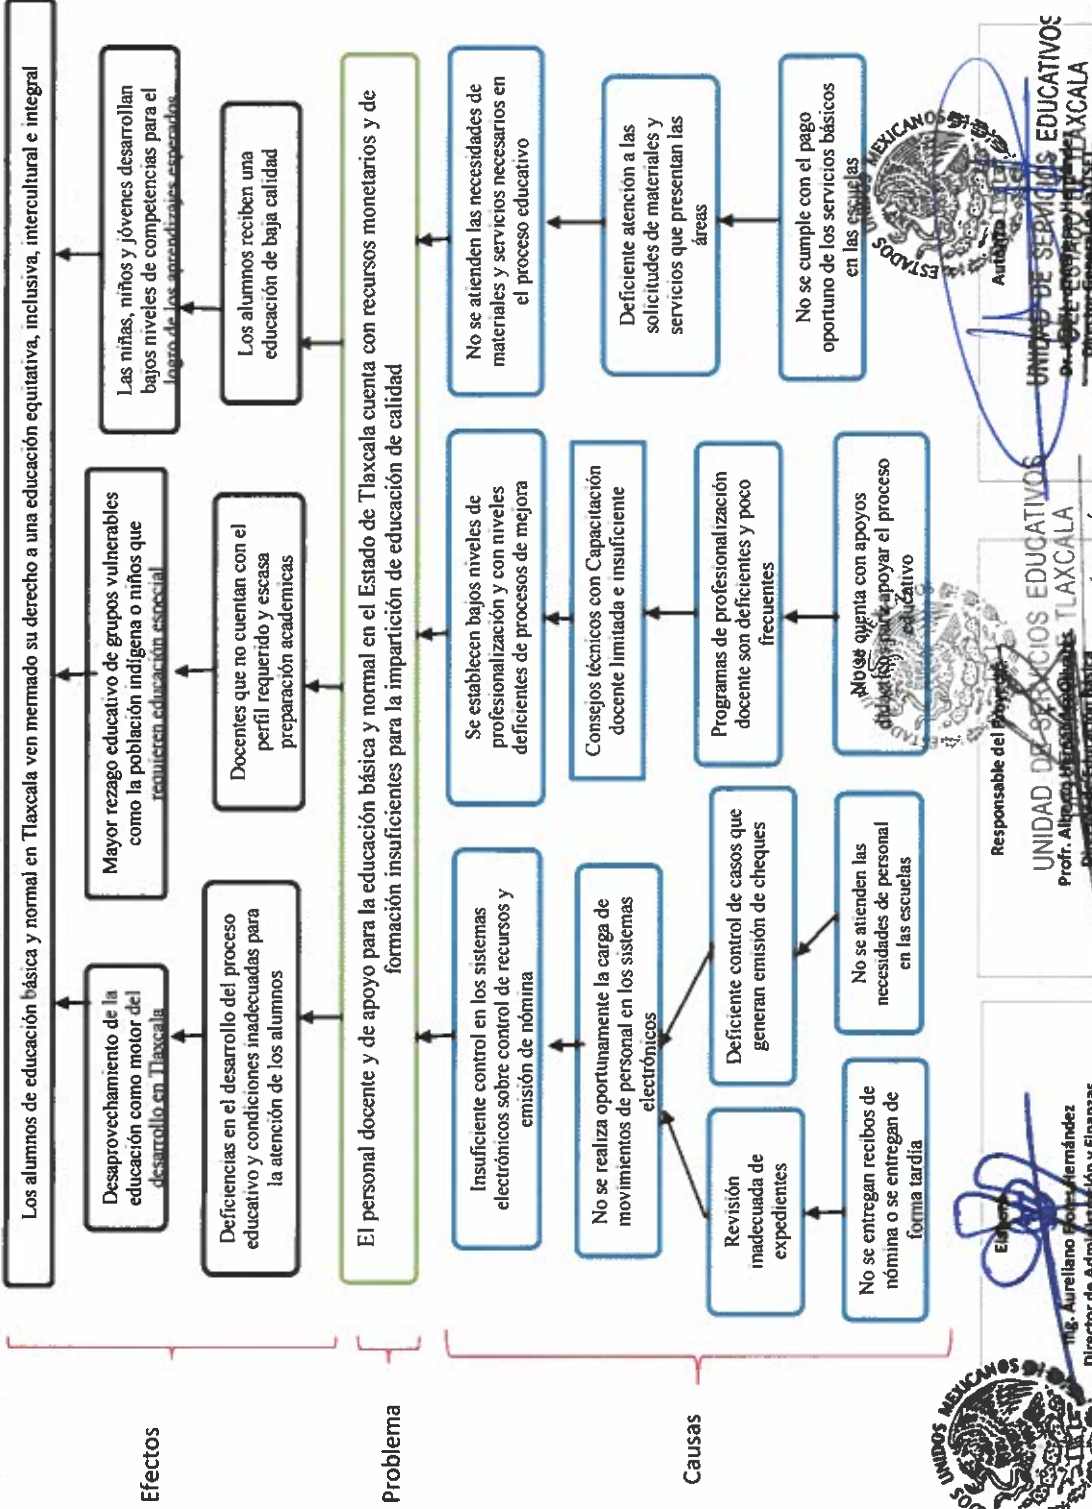 Los alumnos de educación básica y normal en Tlaxcala ven mermado su derecho a una educación equitativa, inclusiva, intercultural e integral
Efectos
Desaprovechamiento de la
educación como motor del
desarrollo en Tlaxcala
Mayor rezago educativo de grupos vulnerables
como la población indígena o niños que
requieren educación especial
Las niñas, niños y jóvenes desarrollan
bajos niveles de competencias para el
logro de los aprendizajes esperados
Deficiencias en el desarrollo del proceso
educativo y condiciones inadecuadas para
la atención de los alumnos
Docentes que no cuentan con el
perfil requerido y escasa
preparación académicas
Los alumnos reciben una
educación de baja calidad
Problema
El personal docente y de apoyo para la educación básica y normal en el Estado de Tlaxcala cuenta con recursos monetarios y de
formación insuficientes para la impartición de educación de calidad
Causas
Insuficiente control en los sistemas
electrónicos sobre control de recursos y
emisión de nómina
Se establecen bajos niveles de
profesionalización y con niveles
deficientes de procesos de mejora
No se atienden las necesidades de
materiales y servicios necesarios en
el proceso educativo
No se realiza oportunamente la carga de
movimientos de personal en los sistemas
electrónicos
Consejos técnicos con Capacitación
docente limitada e insuficiente
Deficiente atención a las
solicitudes de materiales y
servicios que presentan las
áreas
Revisión
inadecuada de
expedientes
Deficiente control de casos que
generan emisión de cheques
Programas de profesionalización
docente son deficientes y poco
frecuentes
No se cumple con el pago
oportuno de los servicios básicos
en las escuelas
No se entregan recibos de
nómina o se entregan de
forma tardía
No se atienden las
necesidades de personal
en las escuelas
No se cuenta con apoyos
para apoyar el proceso
educativo
Responsable del Proyecto
Autorizó
ESTADOS UNIDOS MEXICANOS
UNIDOS MEXICANOS
UNIDAD DE SERVICIOS EDUCATIVOS
TLAXCALA
UNIDAD DE SERVICIOS EDUCATIVOS
TLAXCALA
Ing. Aureliano Hernández
Director de Administración y Finanzas
Profr.
Dr.
Director General